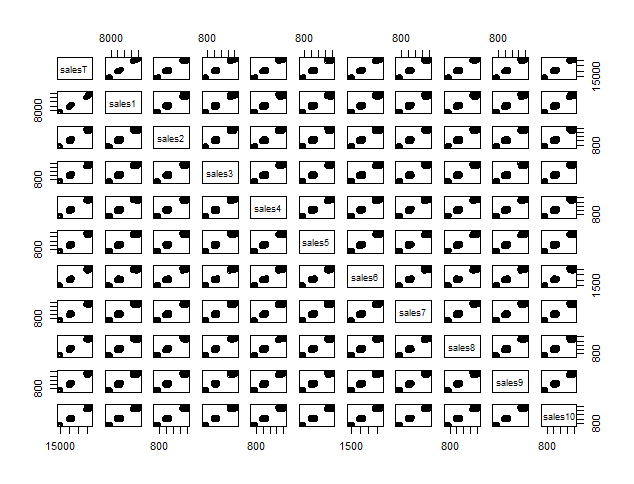 8000 800 800 800 800
salesT 15000
8000 sales1
sales2 800
800 sales3
sales4 800
800 sales5
sales6 1500
800 sales7
sales8 800
800 sales9
sales10 800
15000 800 800 1500 800 800